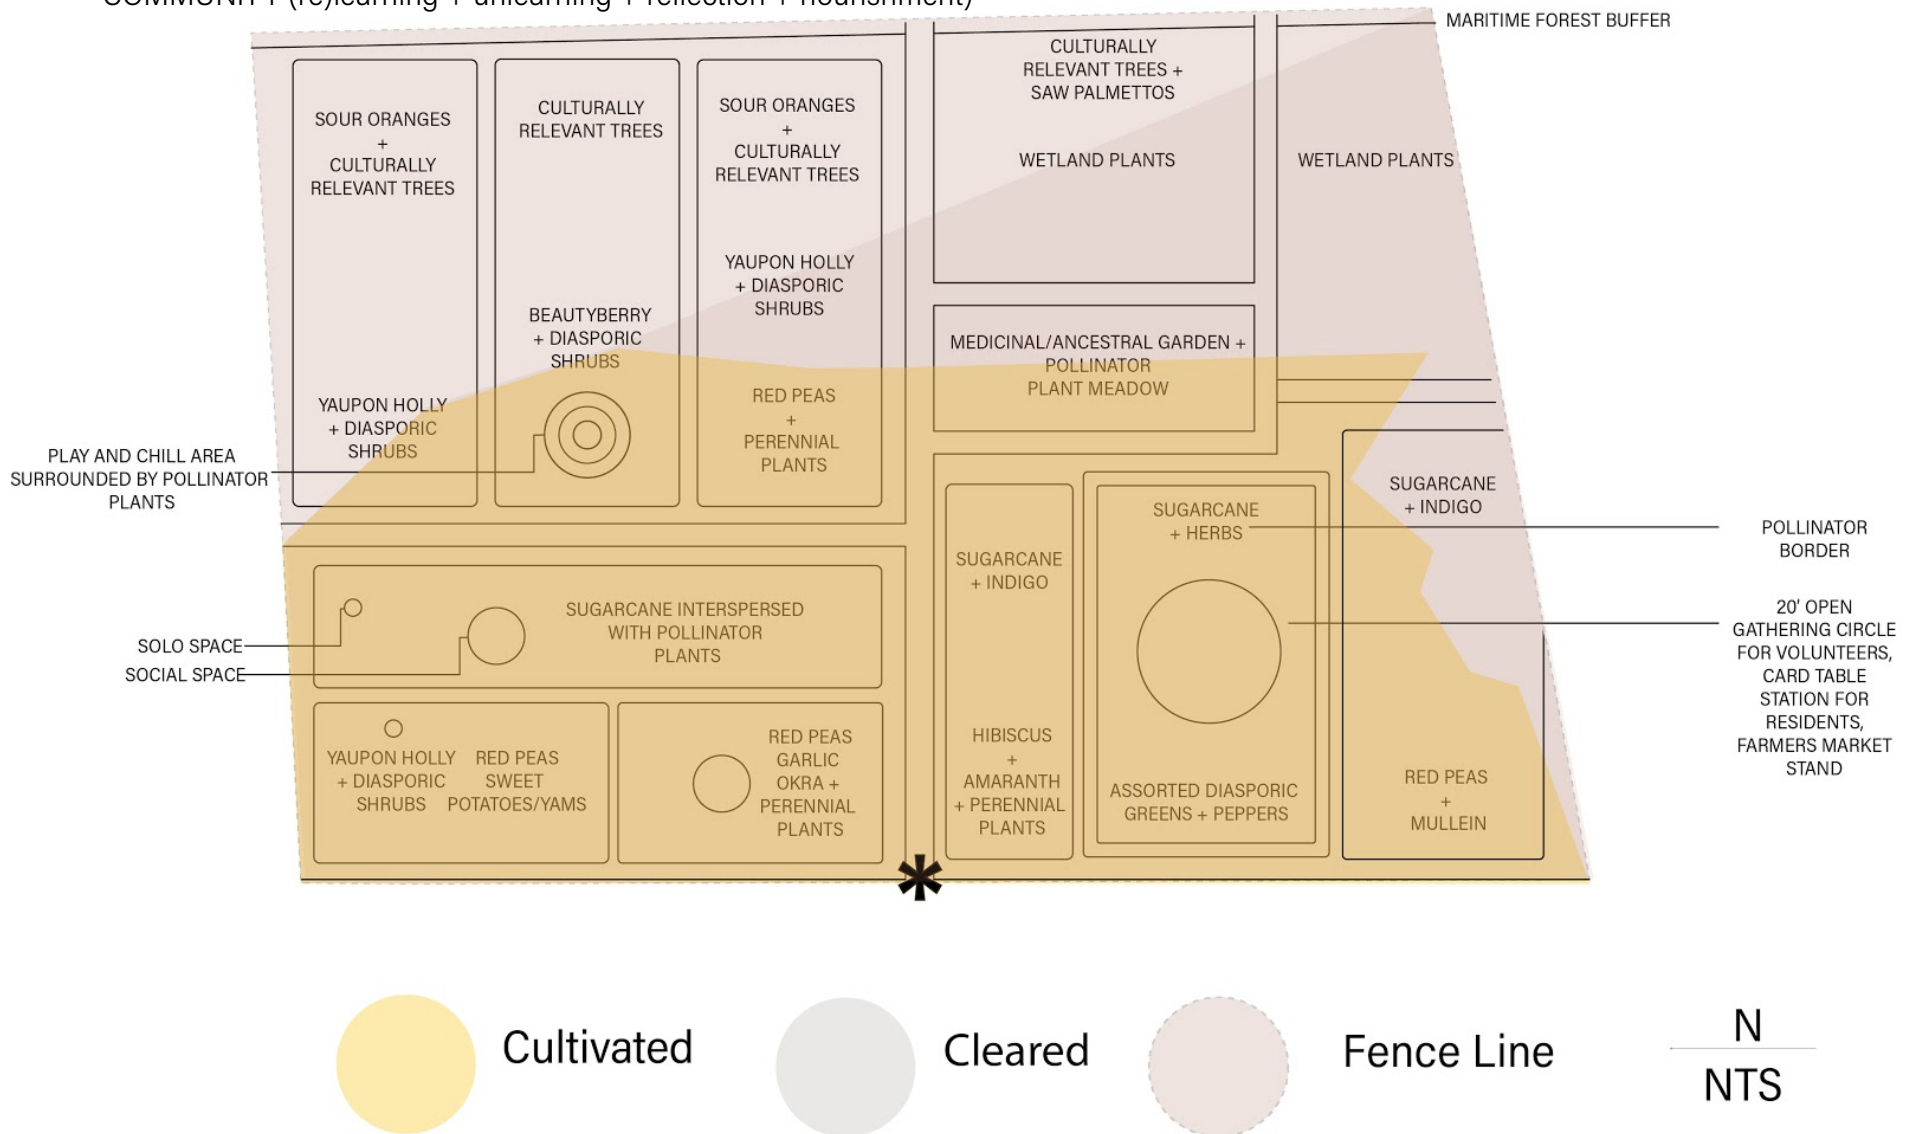 COMMUNITY (re)learning + unlearning + reflection + nourishment)
MARITIME FOREST BUFFER
SOUR ORANGES
+
CULTURALLY
RELEVANT TREES
CULTURALLY
RELEVANT TREES
SOUR ORANGES
+
CULTURALLY
RELEVANT TREES
CULTURALLY
RELEVANT TREES +
SAW PALMETTOS
WETLAND PLANTS
WETLAND PLANTS
YAUPON HOLLY
+ DIASPORIC
SHRUBS
BEAUTYBERRY
+ DIASPORIC
SHRUBS
YAUPON HOLLY
+ DIASPORIC
SHRUBS
RED PEAS
+
PERENNIAL
PLANTS
MEDICINAL/ANCESTRAL GARDEN +
POLLINATOR
PLANT MEADOW
PLAY AND CHILL AREA
SURROUNDED BY POLLINATOR
PLANTS
SUGARCANE
+ INDIGO
SUGARCANE
+ HERBS
SUGARCANE
+ INDIGO
POLLINATOR
BORDER
SOLO SPACE
SOCIAL SPACE
SUGARCANE INTERSPERSED
WITH POLLINATOR
PLANTS
20' OPEN
GATHERING CIRCLE
FOR VOLUNTEERS,
CARD TABLE
STATION FOR
RESIDENTS,
FARMERS MARKET
STAND
YAUPON HOLLY
+ DIASPORIC
SHRUBS
RED PEAS
SWEET
POTATOES/YAMS
RED PEAS
GARLIC
OKRA +
PERENNIAL
PLANTS
HIBISCUS
+
AMARANTH
+ PERENNIAL
PLANTS
ASSORTED DIASPORIC
GREENS + PEPPERS
RED PEAS
+
MULLEIN
*
Cultivated
Cleared
Fence Line
N
NTS